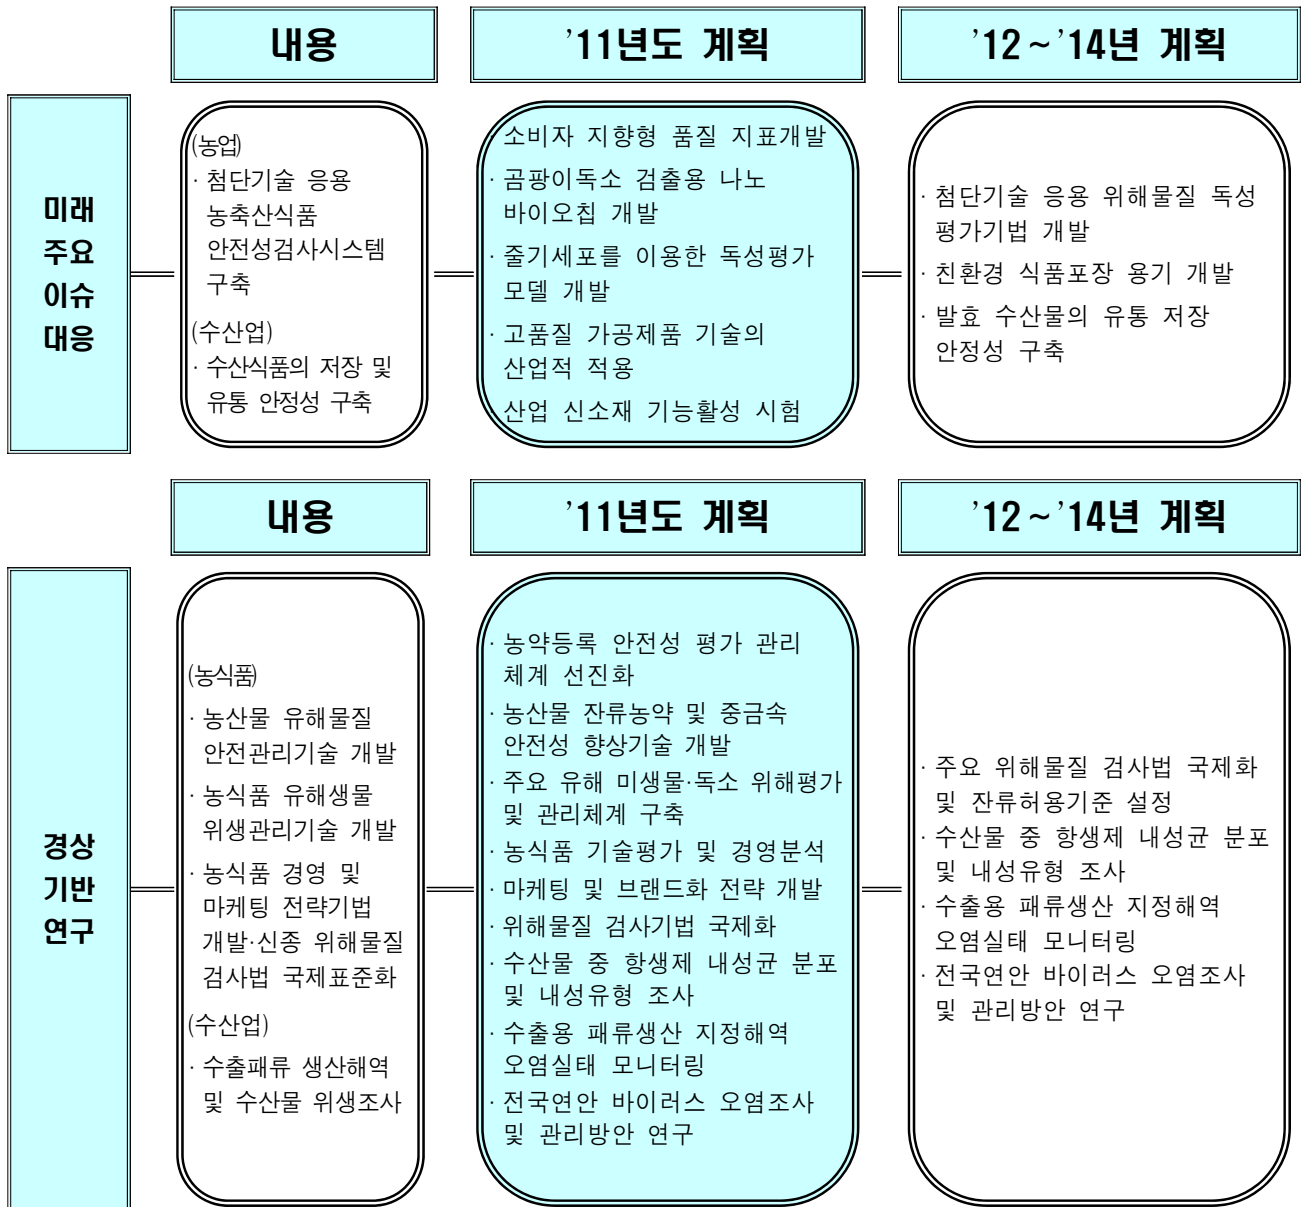 내용
’11년도 계획
’12～’14년 계획
미래
주요
이슈
대응
(농업)
· 첨단기술 응용
농축산식품
안전성검사시스템
구축
(수산업)
· 수산식품의 저장 및
유통 안정성 구축
· 소비자 지향형 품질 지표개발
· 곰팡이독소 검출용 나노
바이오칩 개발
· 줄기세포를 이용한 독성평가
모델 개발
· 고품질 가공제품 기술의
산업적 적용
· 산업 신소재 기능활성 시험
· 첨단기술 응용 위해물질 독성
평가기법 개발
· 친환경 식품포장 용기 개발
· 발효 수산물의 유통 저장
안정성 구축
내용
’11년도 계획
’12～’14년 계획
경상
기반
연구
(농식품)
· 농산물 유해물질
안전관리기술 개발
· 농식품 유해생물
위생관리기술 개발
· 농식품 경영 및
마케팅 전략기법
개발·신종 위해물질
검사법 국제표준화
(수산업)
· 수출패류 생산해역
및 수산물 위생조사
· 농약등록 안전성 평가 관리
체계 선진화
· 농산물 잔류농약 및 중금속
안전성 향상기술 개발
· 주요 유해 미생물·독소 위해평가
및 관리체계 구축
· 농식품 기술평가 및 경영분석
· 마케팅 및 브랜드화 전략 개발
· 위해물질 검사기법 국제화
· 수산물 중 항생제 내성균 분포
및 내성유형 조사
· 수출용 패류생산 지정해역
오염실태 모니터링
· 전국연안 바이러스 오염조사
및 관리방안 연구
· 주요 위해물질 검사법 국제화
및 잔류허용기준 설정
· 수산물 중 항생제 내성균 분포
및 내성유형 조사
· 수출용 패류생산 지정해역
오염실태 모니터링
· 전국연안 바이러스 오염조사
및 관리방안 연구